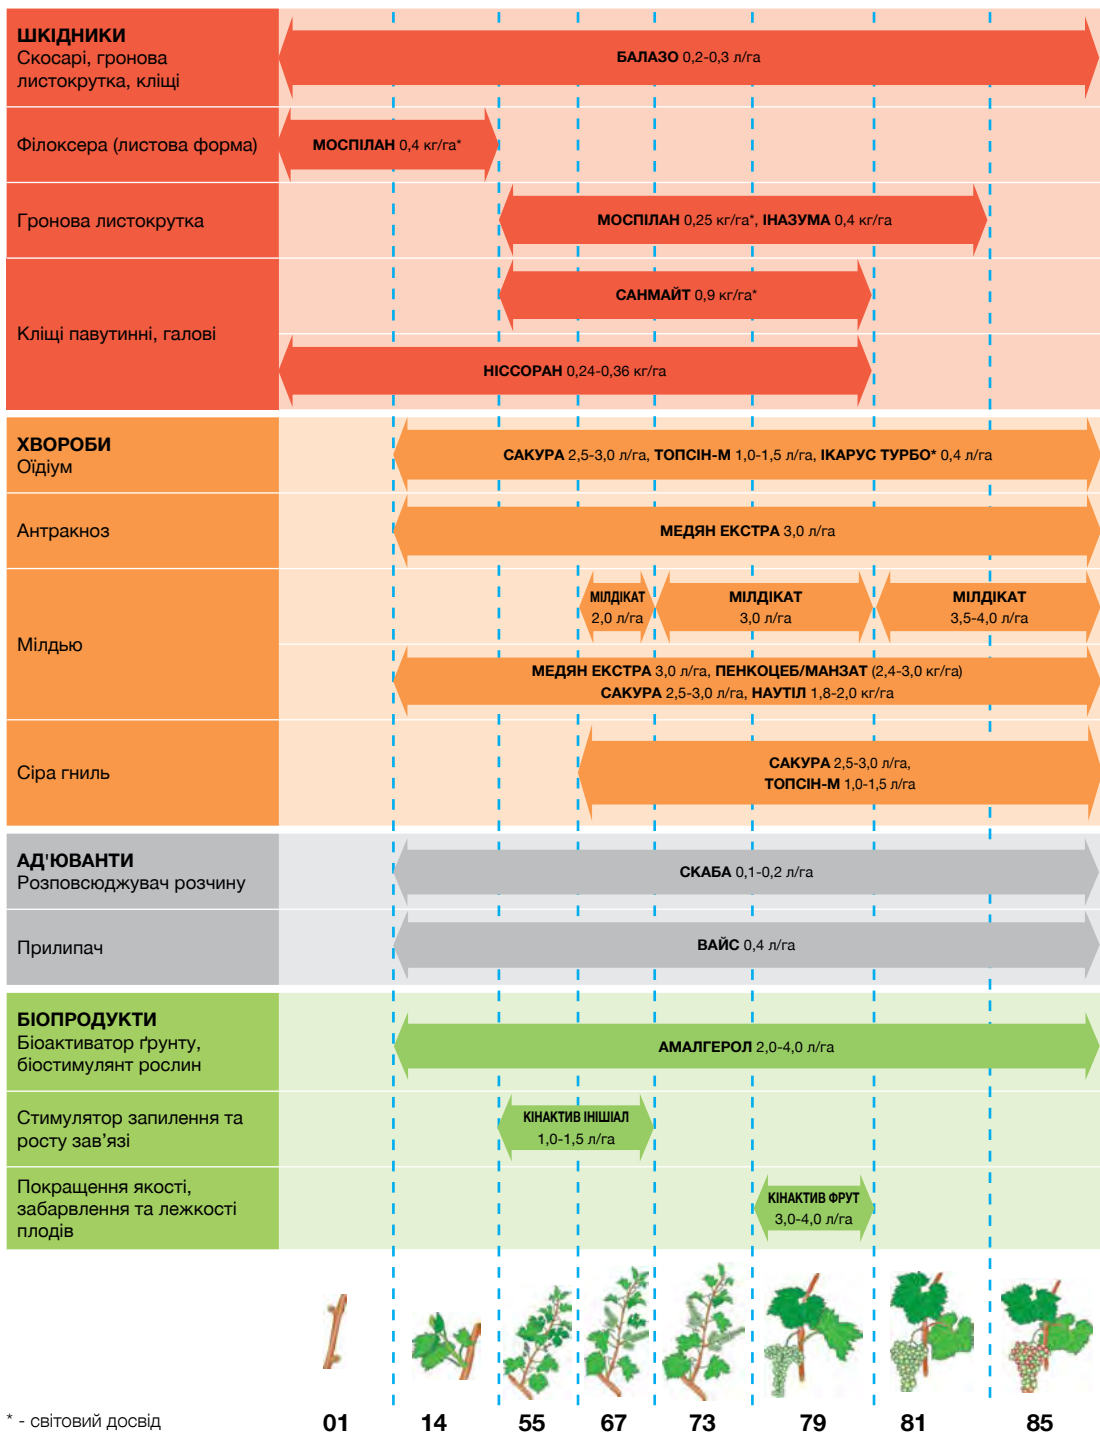 ШКІДНИКИ
Скосарі, гронова
листокрутка, кліщі
БАЛАЗО 0,2-0,3 л/га
Філоксера (листова форма)
МОСПІЛАН 0,4 кг/га*
Гронова листокрутка
МОСПІЛАН 0,25 кг/га*, ІНАЗУМА 0,4 кг/га
Кліщі павутинні, галові
САНМАЙТ 0,9 кг/га*
НІССОРАН 0,24-0,36 кг/га
ХВОРОБИ
Оїдіум
САКУРА 2,5-3,0 л/га, ТОПСІН-М 1,0-1,5 л/га, ІКАРУС ТУРБО* 0,4 л/га
Антракноз
МЕДЯН ЕКСТРА 3,0 л/га
Мілдью
МІЛДІКАТ
2,0 л/га
МІЛДІКАТ
3,0 л/га
МІЛДІКАТ
3,5-4,0 л/га
МЕДЯН ЕКСТРА 3,0 л/га, ПЕНКОЦЕБ/МАНЗАТ (2,4-3,0 кг/га)
САКУРА 2,5-3,0 л/га, НАУТІЛ 1,8-2,0 кг/га
Сіра гниль
САКУРА 2,5-3,0 л/га,
ТОПСІН-М 1,0-1,5 л/га
АД'ЮВАНТИ
Розповсюджувач розчину
СКАБА 0,1-0,2 л/га
Прилипач
ВАЙС 0,4 л/га
БІОПРОДУКТИ
Біоактиватор ґрунту,
біостимулянт рослин
АМАЛГЕРОЛ 2,0-4,0 л/га
Стимулятор запилення та
росту зав’язі
КІНАКТИВ ІНІШІАЛ
1,0-1,5 л/га
Покращення якості,
забарвлення та лежкості
плодів
КІНАКТИВ ФРУТ
3,0-4,0 л/га
* - світовий досвід
01 14 55 67 73 79 81 85